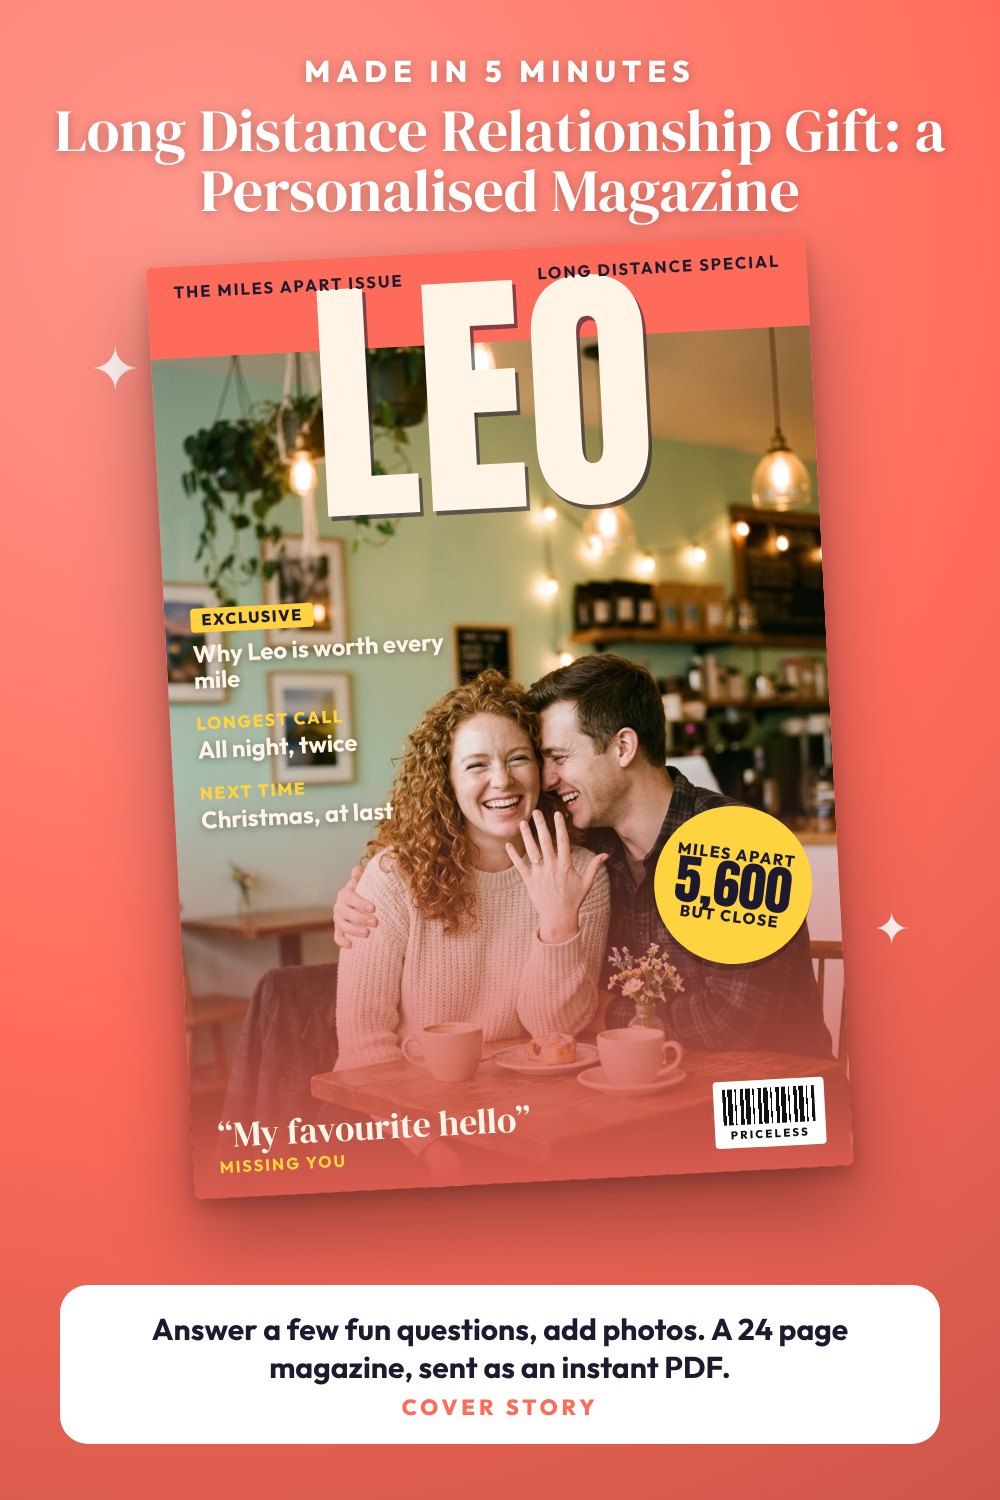 MADE IN 5 MINUTES
Long Distance Relationship Gift: a
Personalised Magazine
THE MILES APART ISSUE
LONG DISTANCE SPECIAL
LEO
EXCLUSIVE
Why Leo is worth every
mile
LONGEST CALL
All night, twice
NEXT TIME
Christmas, at last
MILES APART
5,600
BUT CLOSE
“My favourite hello”
MISSING YOU
PRICELESS
Answer a few fun questions, add photos. A 24 page
magazine, sent as an instant PDF.
COVER STORY